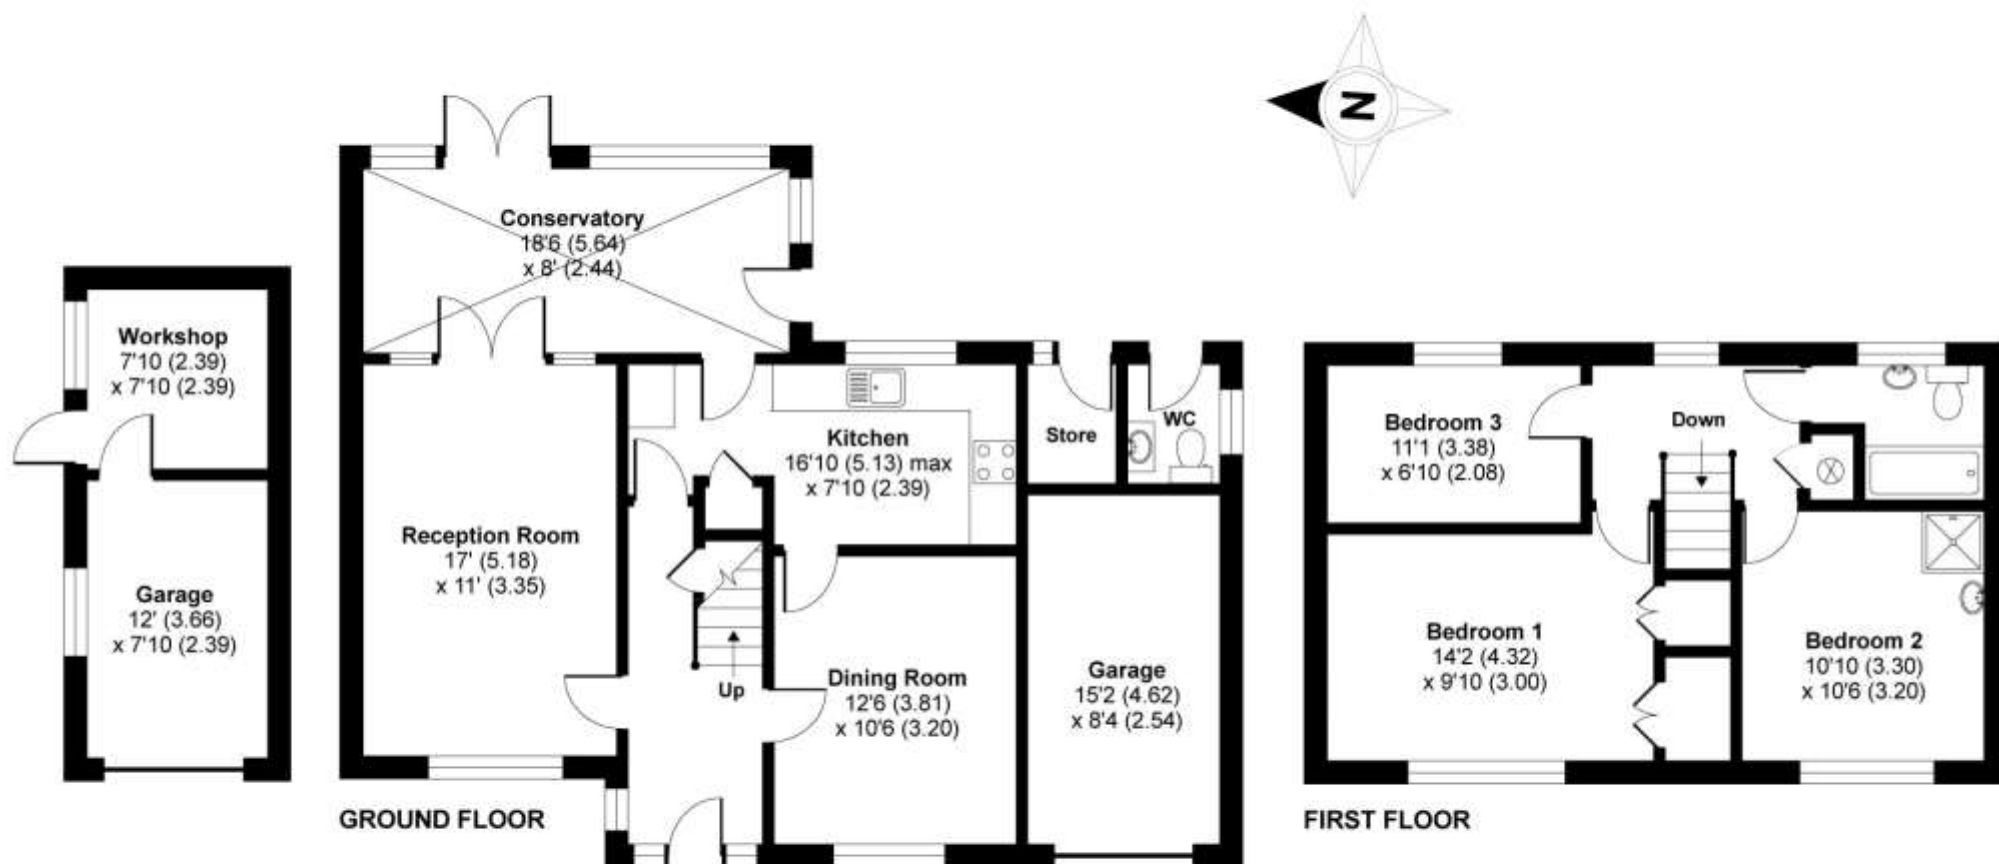 N
Conservatory
18'6 (5.64)
x 8' (2.44)
Workshop
7'10 (2.39)
x 7'10 (2.39)
Garage
12' (3.66)
x 7'10 (2.39)
Reception Room
17' (5.18)
x 11' (3.35)
Kitchen
16'10 (5.13) max
x 7'10 (2.39)
Store
WC
Up
Dining Room
12'6 (3.81)
x 10'6 (3.20)
Garage
15'2 (4.62)
x 8'4 (2.54)
GROUND FLOOR
Bedroom 3
11'1 (3.38)
x 6'10 (2.08)
Down
Bedroom 1
14'2 (4.32)
x 9'10 (3.00)
Bedroom 2
10'10 (3.30)
x 10'6 (3.20)
FIRST FLOOR